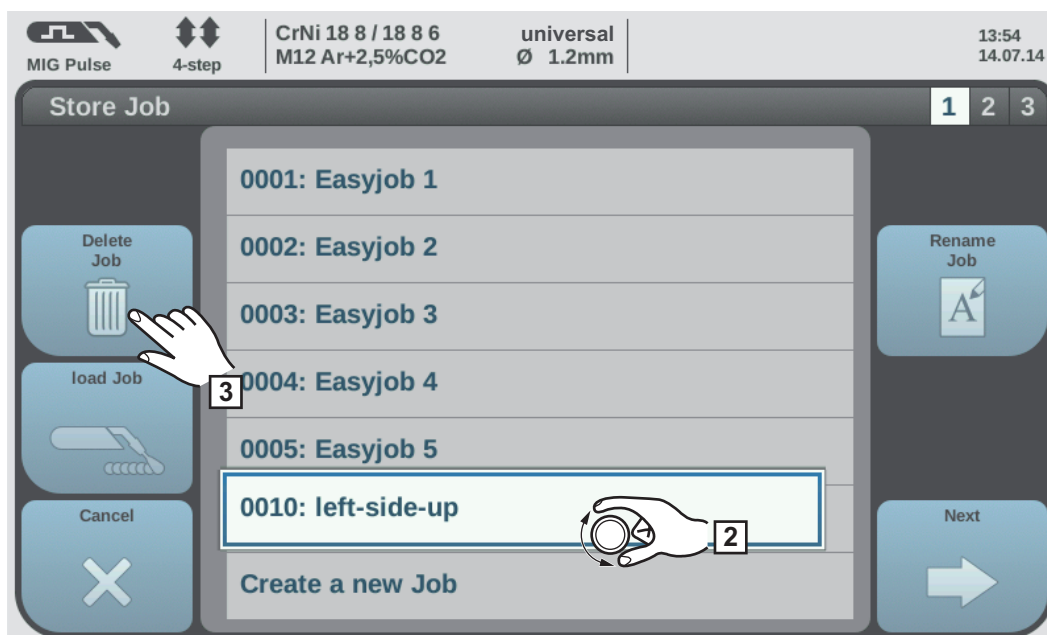 MIG Pulse
4-step
CrNi 18 8 / 18 8 6
M12 Ar+2,5%CO2
universal
Ø 1.2mm
13:54
14.07.14
Store Job
1 2 3
0001: Easyjob 1
Delete
Job
0002: Easyjob 2
Rename
Job
A
0003: Easyjob 3
load Job
3
0004: Easyjob 4
0005: Easyjob 5
Cancel
0010: left-side-up
2
Next
Create a new Job